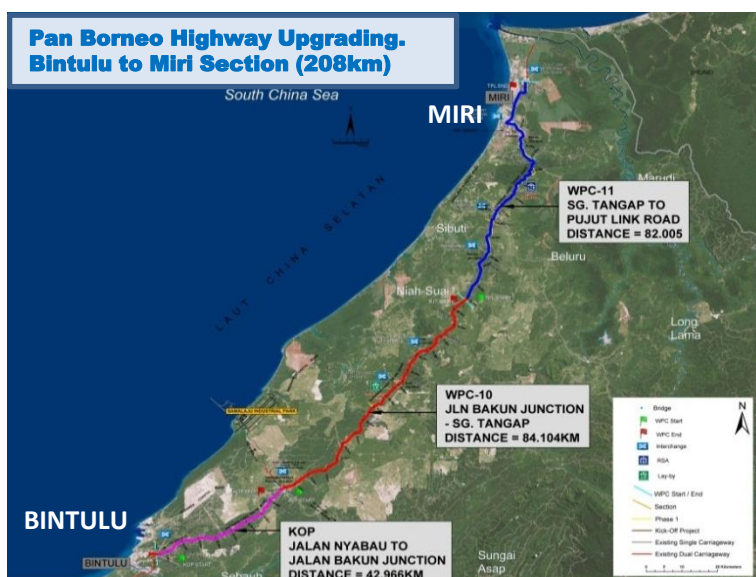 Pan Borneo Highway Upgrading.
Bintulu to Miri Section (208km)
South China Sea
MIRI
MIRI
Marudi
WPC-11
SG. TANGAP TO
PUJUT LINK ROAD
DISTANCE = 82.005
Sibuti
Beluru
LAUT CHINA SELATAN
Niah-Suai
Long
Lama
WPC-10
JLN BAKUN JUNCTION
- SG. TANGAP
DISTANCE = 84.104KM
SAMALAJU INDUSTRIAL PARK
N
Bridge
WPC Start
WPC End
Interchange
RSA
Lay-by
WPC Start / End
Section
Phase 1
Kick-Off Project
Existing Single Carriageway
Existing Dual Carriageway
BINTULU
BINTULU
KOP START
KOP
JALAN NYABAU TO
JALAN BAKUN JUNCTION
DISTANCE = 42.966KM
Sebauh
Sungai
Asap